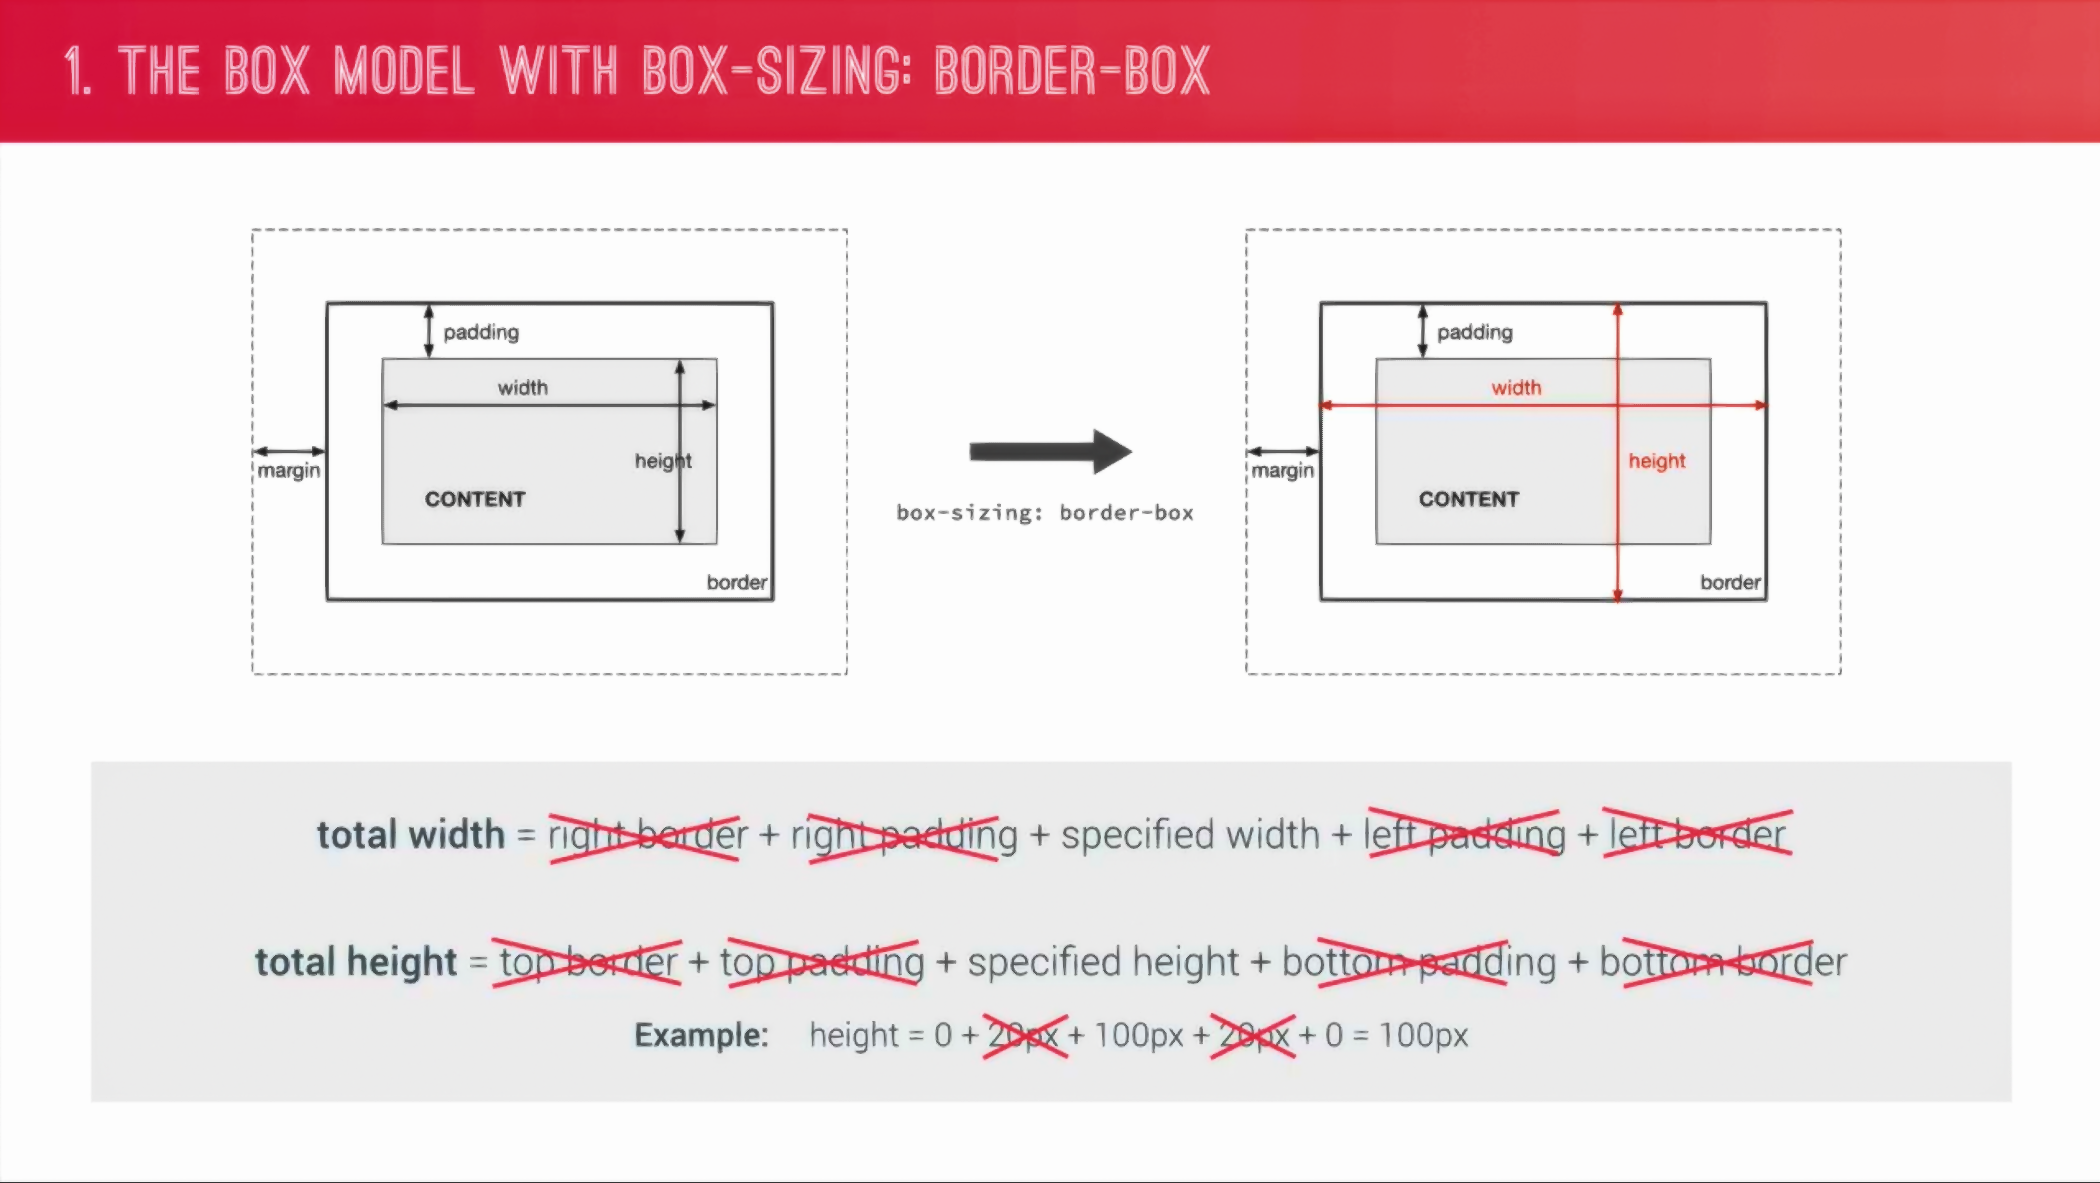 1. THE BOX MODEL WITH BOX-SIZING: BORDER-BOX
padding
width
height
margin
CONTENT
border
box-sizing: border-box
padding
width
height
margin
CONTENT
border
total width = right border + right padding + specified width + left padding + left border
total height = top border + top padding + specified height + bottom padding + bottom border
Example: height = 0 + 20px + 100px + 20px + 0 = 100px